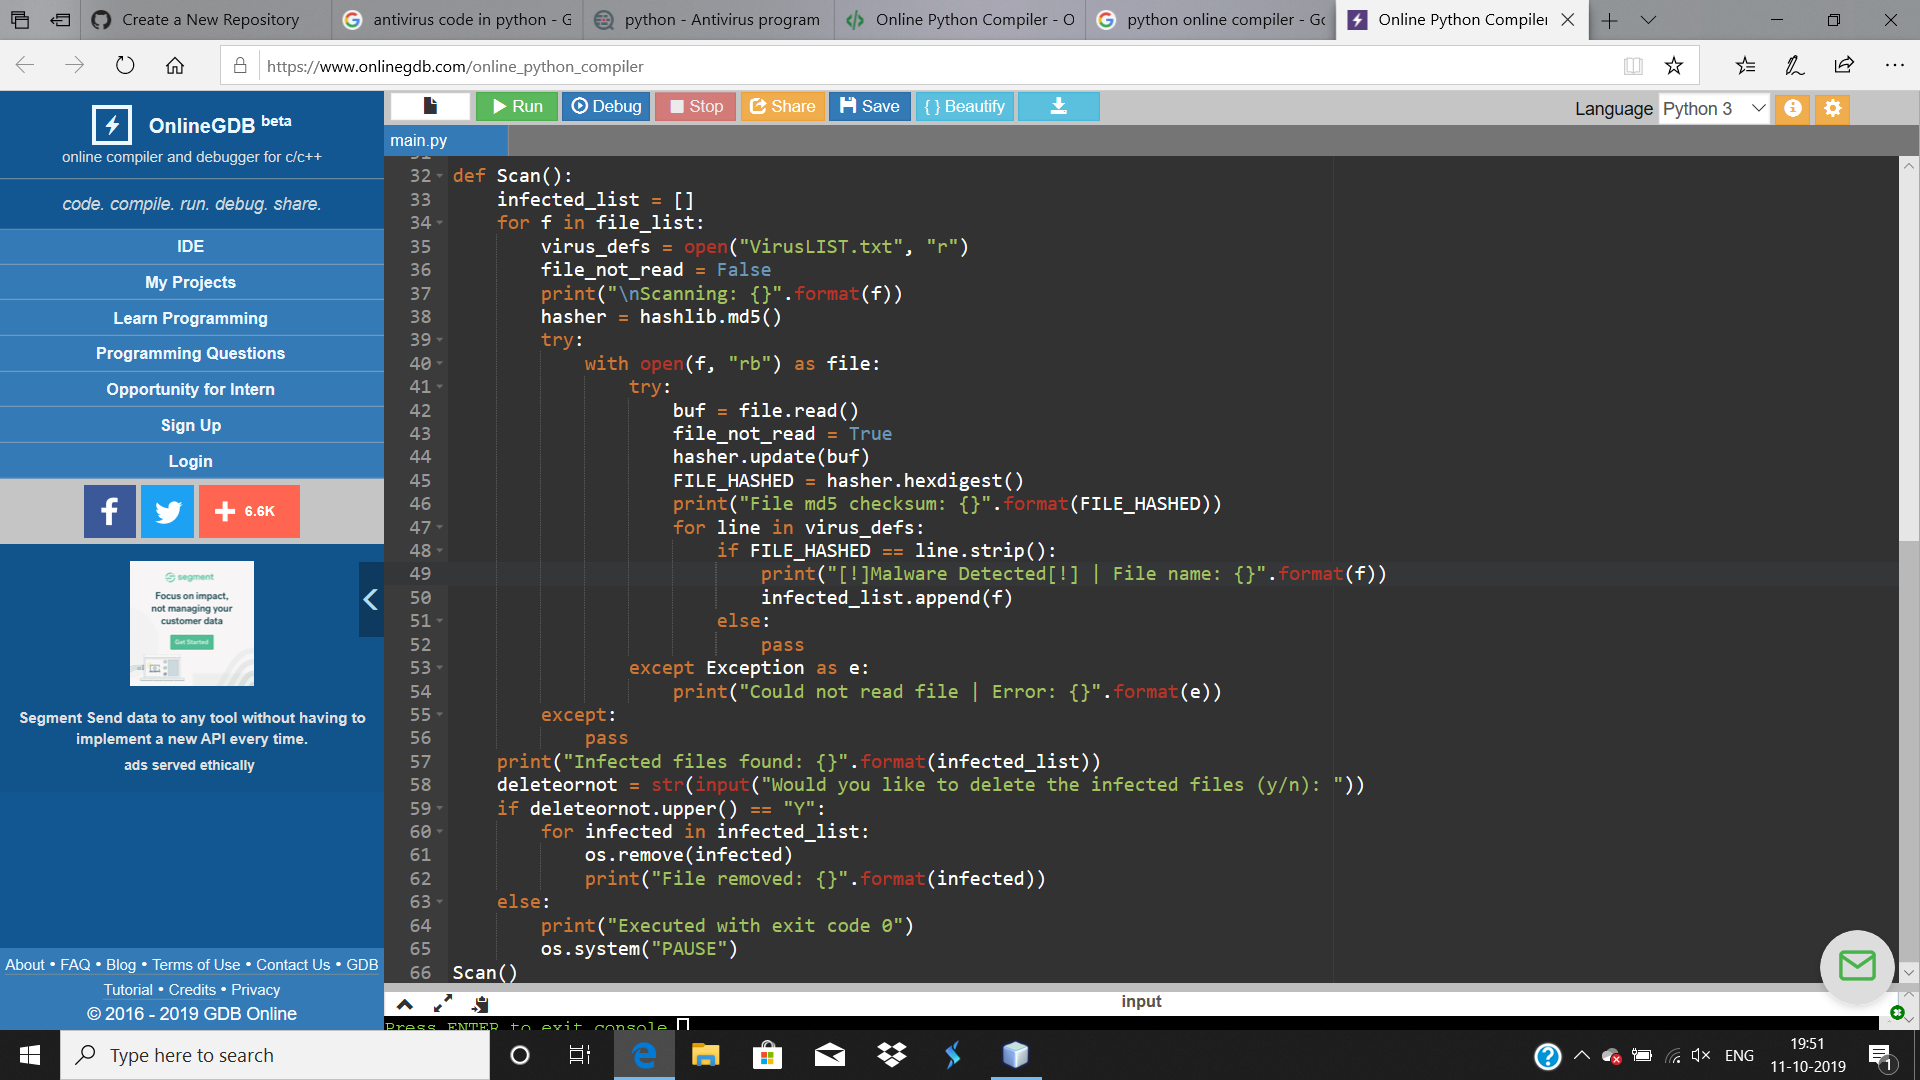 Create a New Repository
antivirus code in python - G
python - Antivirus program
Online Python Compiler - O
python online compiler - Go
Online Python Compiler
https://www.onlinegdb.com/online_python_compiler
OnlineGDB beta
online compiler and debugger for c/c++
code. compile. run. debug. share.
IDE
My Projects
Learn Programming
Programming Questions
Opportunity for Intern
Sign Up
Login
6.6K
segment
Focus on impact,
not managing your
customer data
Get Started
Segment Send data to any tool without having to
implement a new API every time.
ads served ethically
About • FAQ • Blog • Terms of Use • Contact Us • GDB
Tutorial • Credits • Privacy
© 2016 - 2019 GDB Online
Run Debug Stop Share Save { } Beautify
Language Python 3
main.py
31
32 def Scan():
33     infected_list = []
34     for f in file_list:
35         virus_defs = open("VirusLIST.txt", "r")
36         file_not_read = False
37         print("\nScanning: {}".format(f))
38         hasher = hashlib.md5()
39         try:
40             with open(f, "rb") as file:
41                 try:
42                     buf = file.read()
43                     file_not_read = True
44                     hasher.update(buf)
45                     FILE_HASHED = hasher.hexdigest()
46                     print("File md5 checksum: {}".format(FILE_HASHED))
47                     for line in virus_defs:
48                         if FILE_HASHED == line.strip():
49                             print("[!]Malware Detected[!] | File name: {}".format(f))
50                             infected_list.append(f)
51                         else:
52                             pass
53                 except Exception as e:
54                     print("Could not read file | Error: {}".format(e))
55         except:
56             pass
57     print("Infected files found: {}".format(infected_list))
58     deleteornot = str(input("Would you like to delete the infected files (y/n): "))
59     if deleteornot.upper() == "Y":
60         for infected in infected_list:
61             os.remove(infected)
62             print("File removed: {}".format(infected))
63     else:
64         print("Executed with exit code 0")
65         os.system("PAUSE")
66 Scan()
input
Press ENTER to exit console.
Type here to search
ENG
19:51
11-10-2019
1